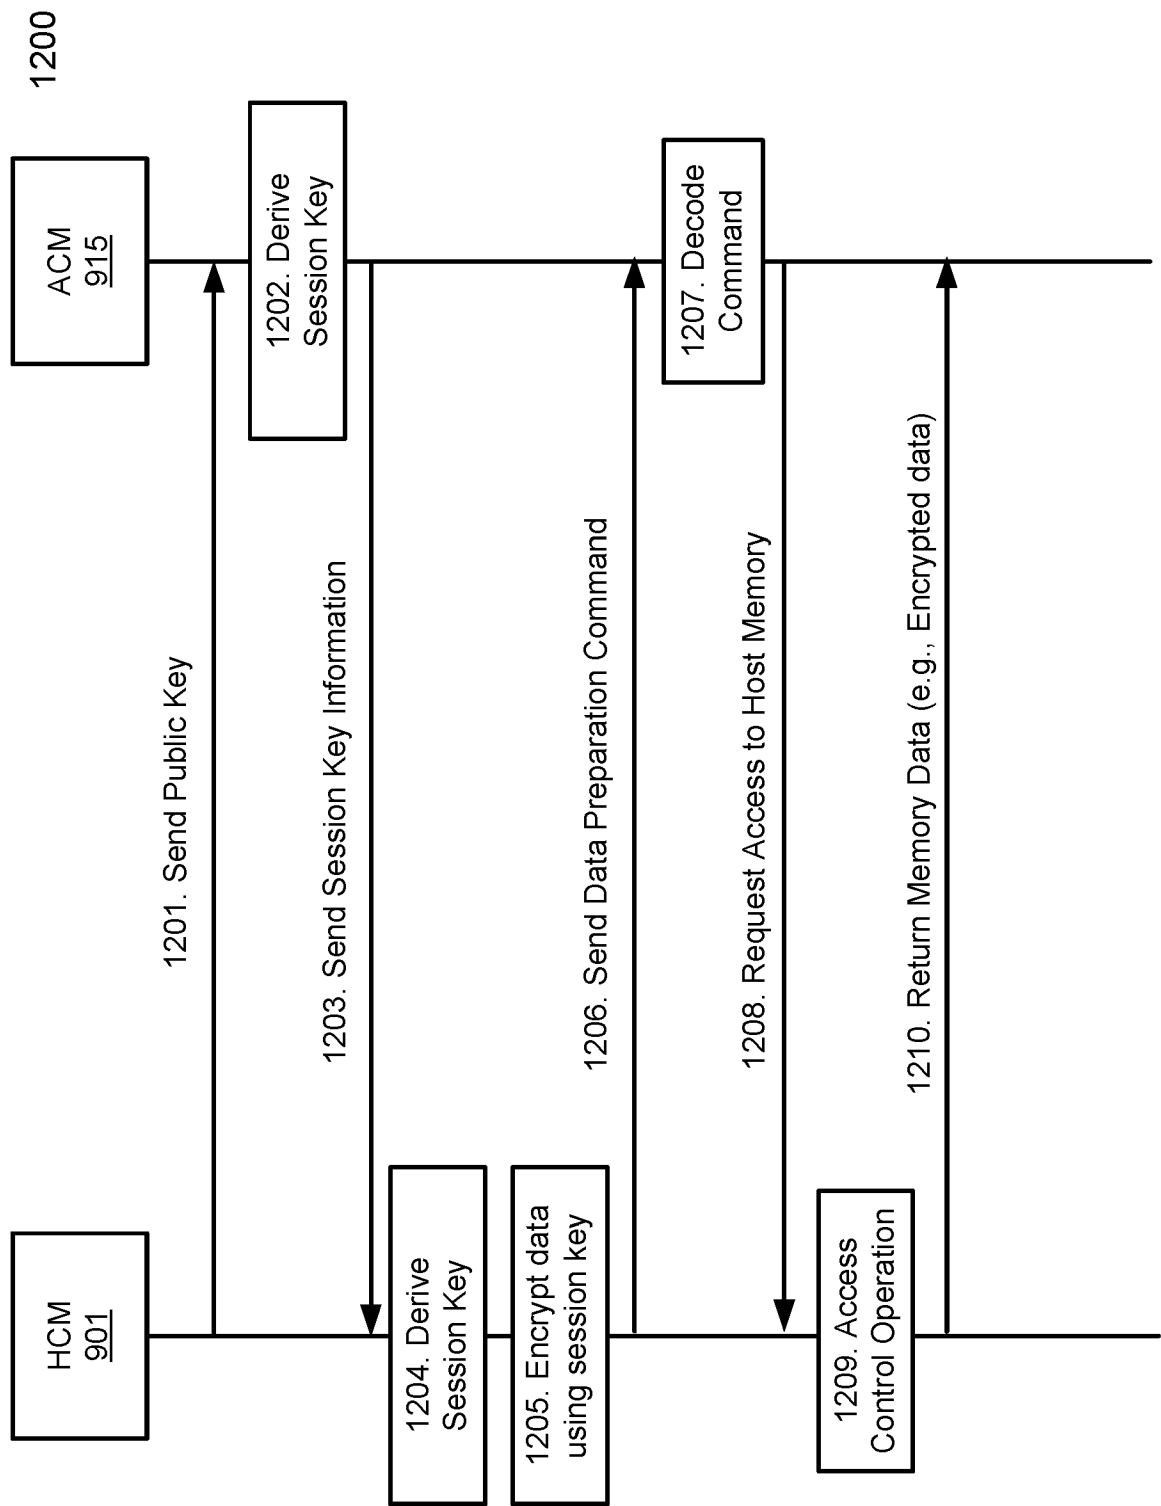 1200
HCM
901
ACM
915
1201. Send Public Key
1202. Derive
Session Key
1203. Send Session Key Information
1204. Derive
Session Key
1205. Encrypt data
using session key
1206. Send Data Preparation Command
1207. Decode
Command
1208. Request Access to Host Memory
1209. Access
Control Operation
1210. Return Memory Data (e.g., Encrypted data)